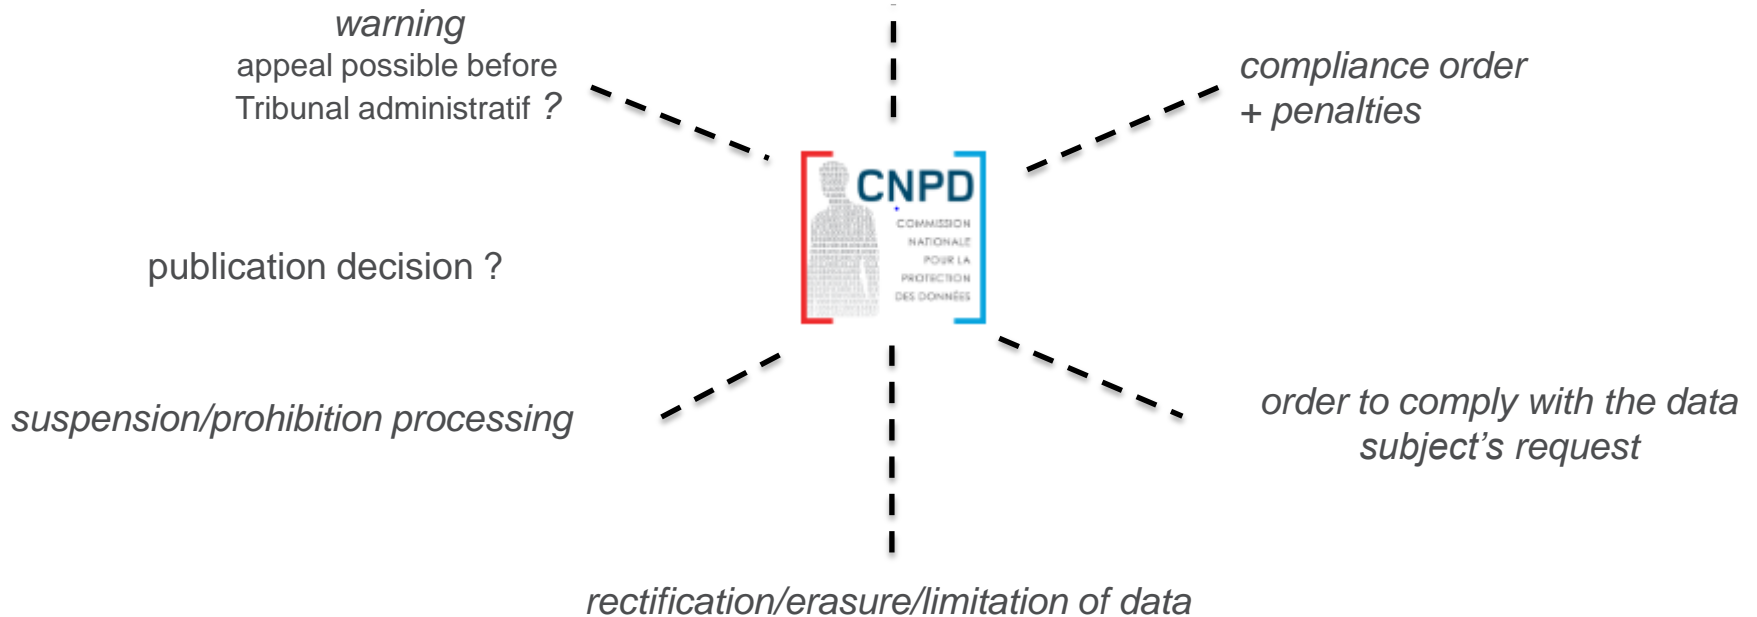 warning
appeal possible before
Tribunal administratif ?
compliance order
+ penalties
CNPD
COMMISSION
NATIONALE
POUR LA
PROTECTION
DES DONNÉES
publication decision ?
suspension/prohibition processing
order to comply with the data
subject’s request
rectification/erasure/limitation of data